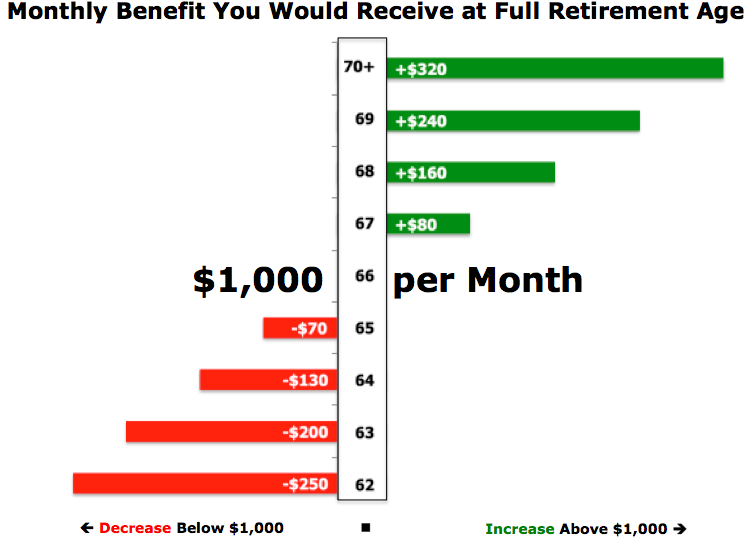 Monthly Benefit You Would Receive at Full Retirement Age
70+ +$320
69 +$240
68 +$160
67 +$80
$1,000 66 per Month
-$70 65
-$130 64
-$200 63
-$250 62
← Decrease Below $1,000 ▪ Increase Above $1,000 →